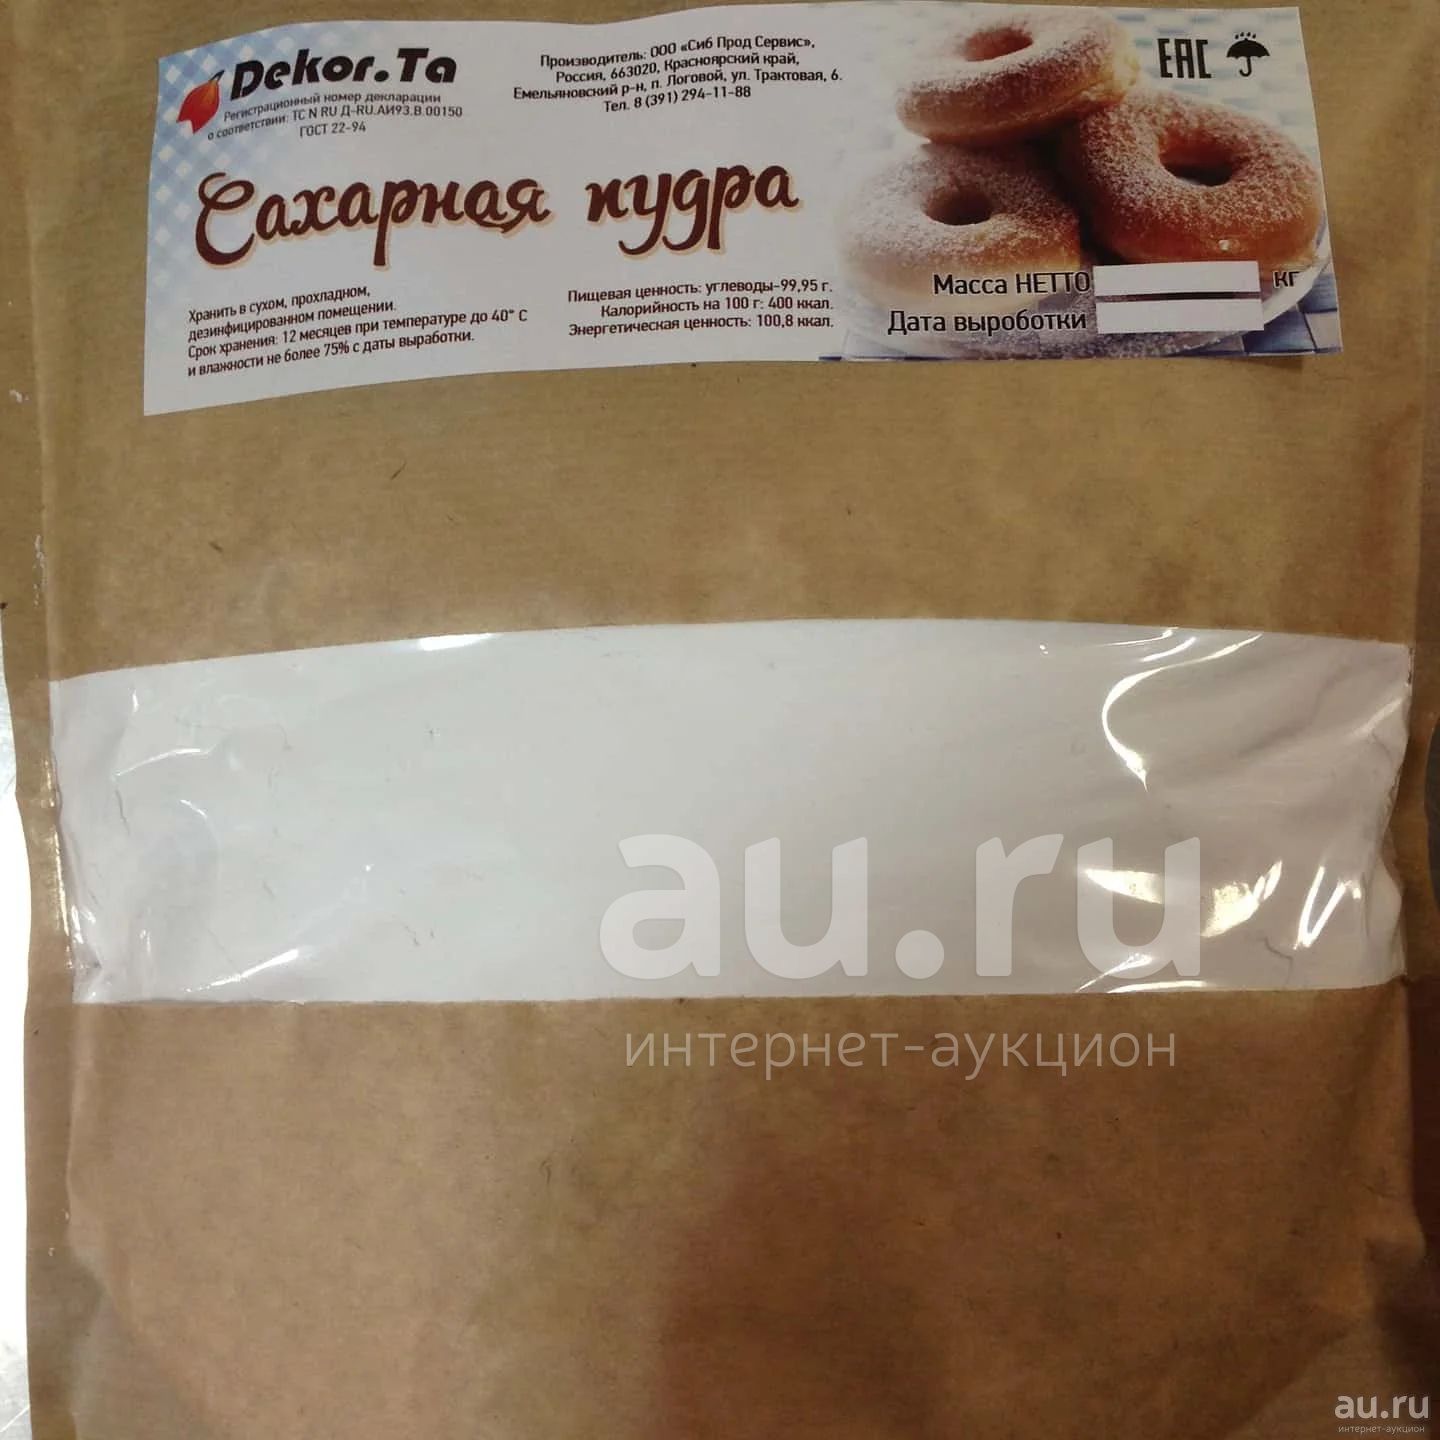 Dekor.Ta
Регистрационный номер декларации
о соответствии: ТС N RU Д-RU.АИ93.В.00150
ГОСТ 22-94
Производитель: ООО «Сиб Прод Сервис»,
Россия, 663020, Красноярский край,
Емельяновский р-н, п. Логовой, ул. Трактовая, 6.
Тел. 8 (391) 294-11-88
ЕАС
Сахарная пудра
Хранить в сухом, прохладном,
дезинфицированном помещении.
Срок хранения: 12 месяцев при температуре до 40° С
и влажности не более 75% с даты выработки.
Пищевая ценность: углеводы-99,95 г.
Калорийность на 100 г: 400 ккал.
Энергетическая ценность: 100,8 ккал.
Масса НЕТТО кг
Дата выроботки
au.ru
интернет-аукцион
au.ru
интернет-аукцион